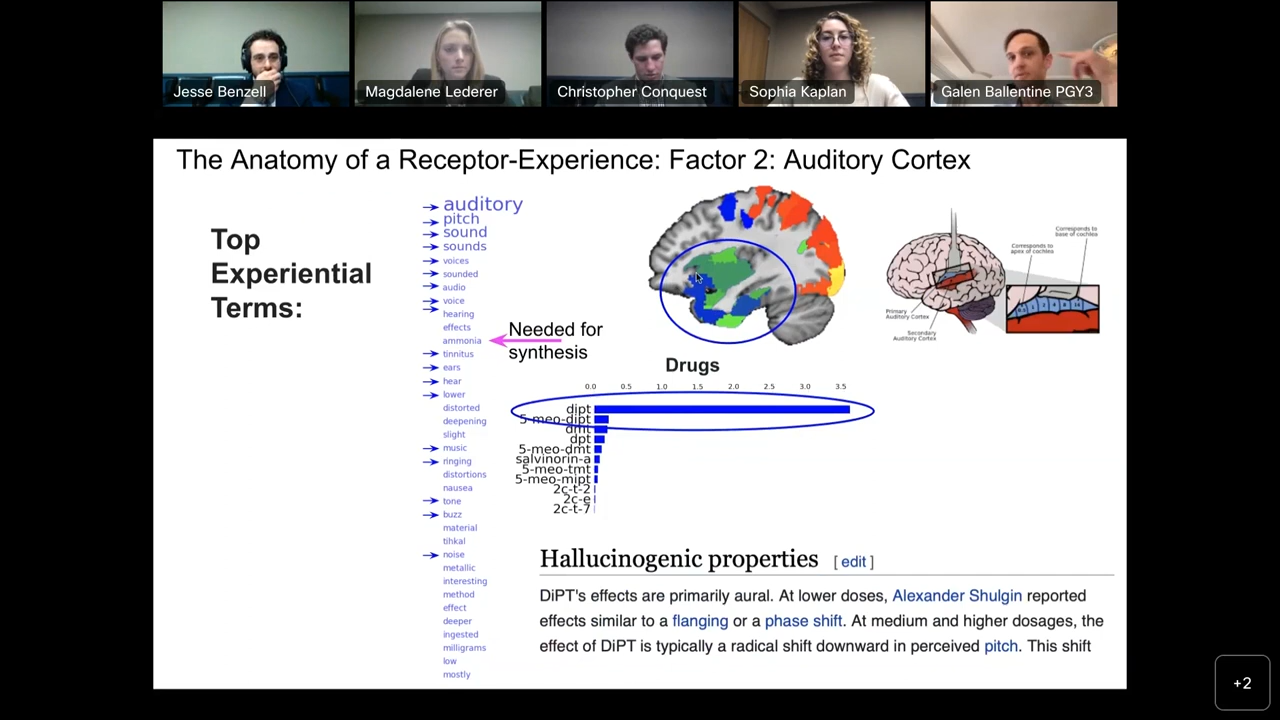 Jesse Benzell
Magdalene Lederer
Christopher Conquest
Sophia Kaplan
Galen Ballentine PGY3
The Anatomy of a Receptor-Experience: Factor 2: Auditory Cortex
Top
Experiential
Terms:
auditory
pitch
sound
sounds
voices
sounded
audio
voice
hearing
effects
ammonia
tinnitus
ears
hear
lower
distorted
deepening
slight
music
ringing
distortions
nausea
tone
buzz
material
tihkal
noise
metallic
interesting
method
effect
deeper
ingested
milligrams
low
mostly
Needed for
synthesis
Corresponds to
base of cochlea
Corresponds to
apex of cochlea
Primary
Auditory Cortex
Secondary
Auditory Cortex
Drugs
0.0 0.5 1.0 1.5 2.0 2.5 3.0 3.5
dipt
5-meo-dipt
dmt
dpt
5-meo-dmt
salvinorin-a
5-meo-tmt
5-meo-mipt
2c-t-2
2c-e
2c-t-7
Hallucinogenic properties [ edit ]
DiPT's effects are primarily aural. At lower doses, Alexander Shulgin reported
effects similar to a flanging or a phase shift. At medium and higher dosages, the
effect of DiPT is typically a radical shift downward in perceived pitch. This shift
+2